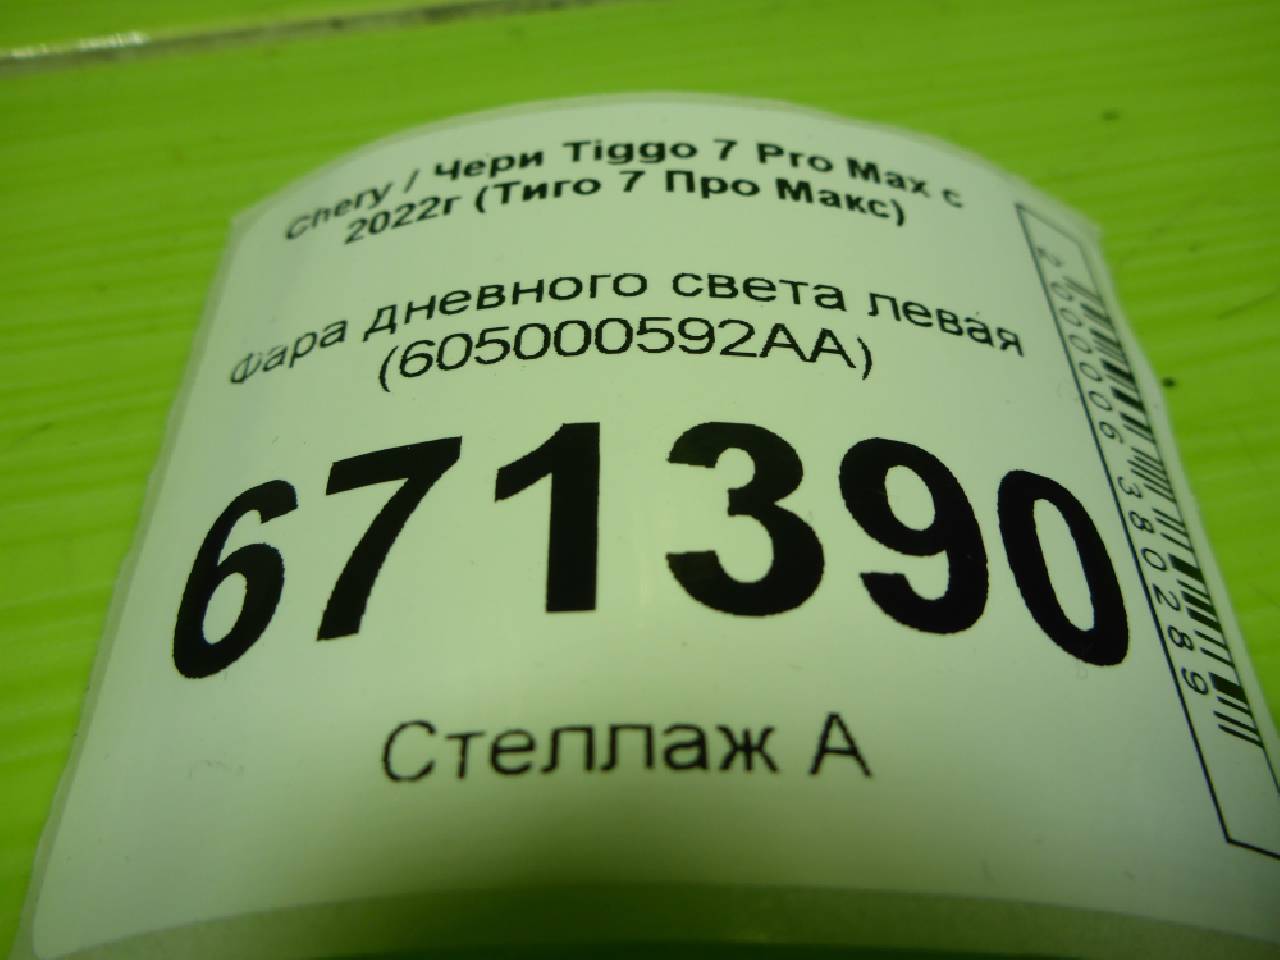 Chery / Чери Tiggo 7 Pro Max с
2022г (Тиго 7 Про Макс)
Фара дневного света левая
(605000592AA)
671390
Стеллаж А
2000006380289